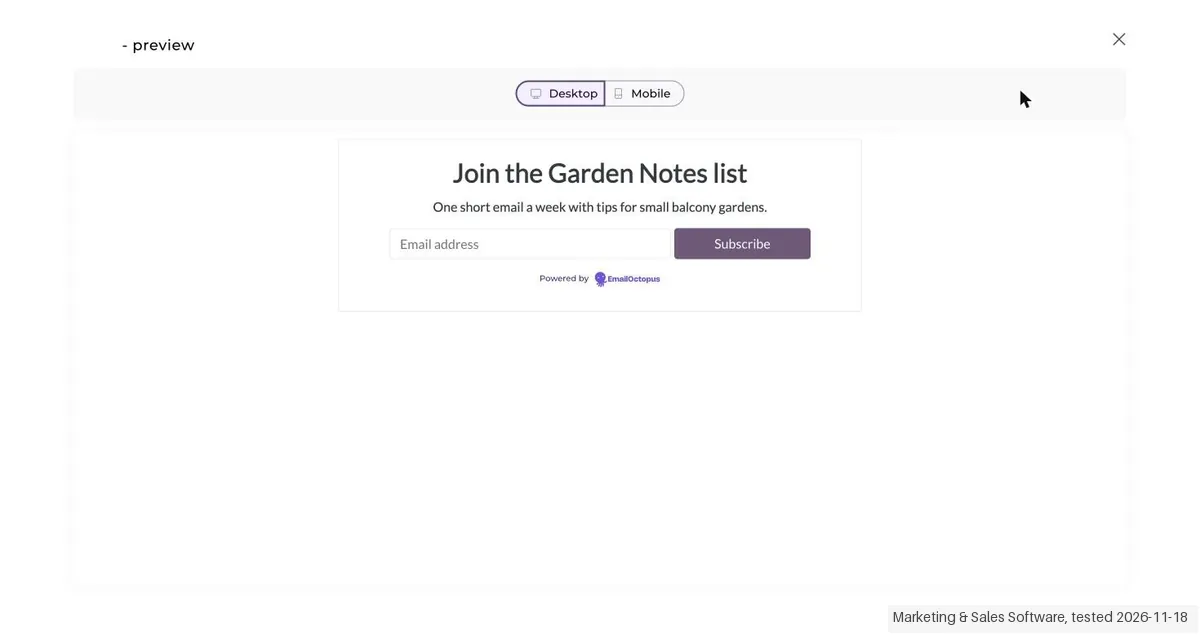 - preview
Desktop
Mobile
Join the Garden Notes list
One short email a week with tips for small balcony gardens.
Email address
Subscribe
Powered by EmailOctopus
Marketing & Sales Software, tested 2026-11-18